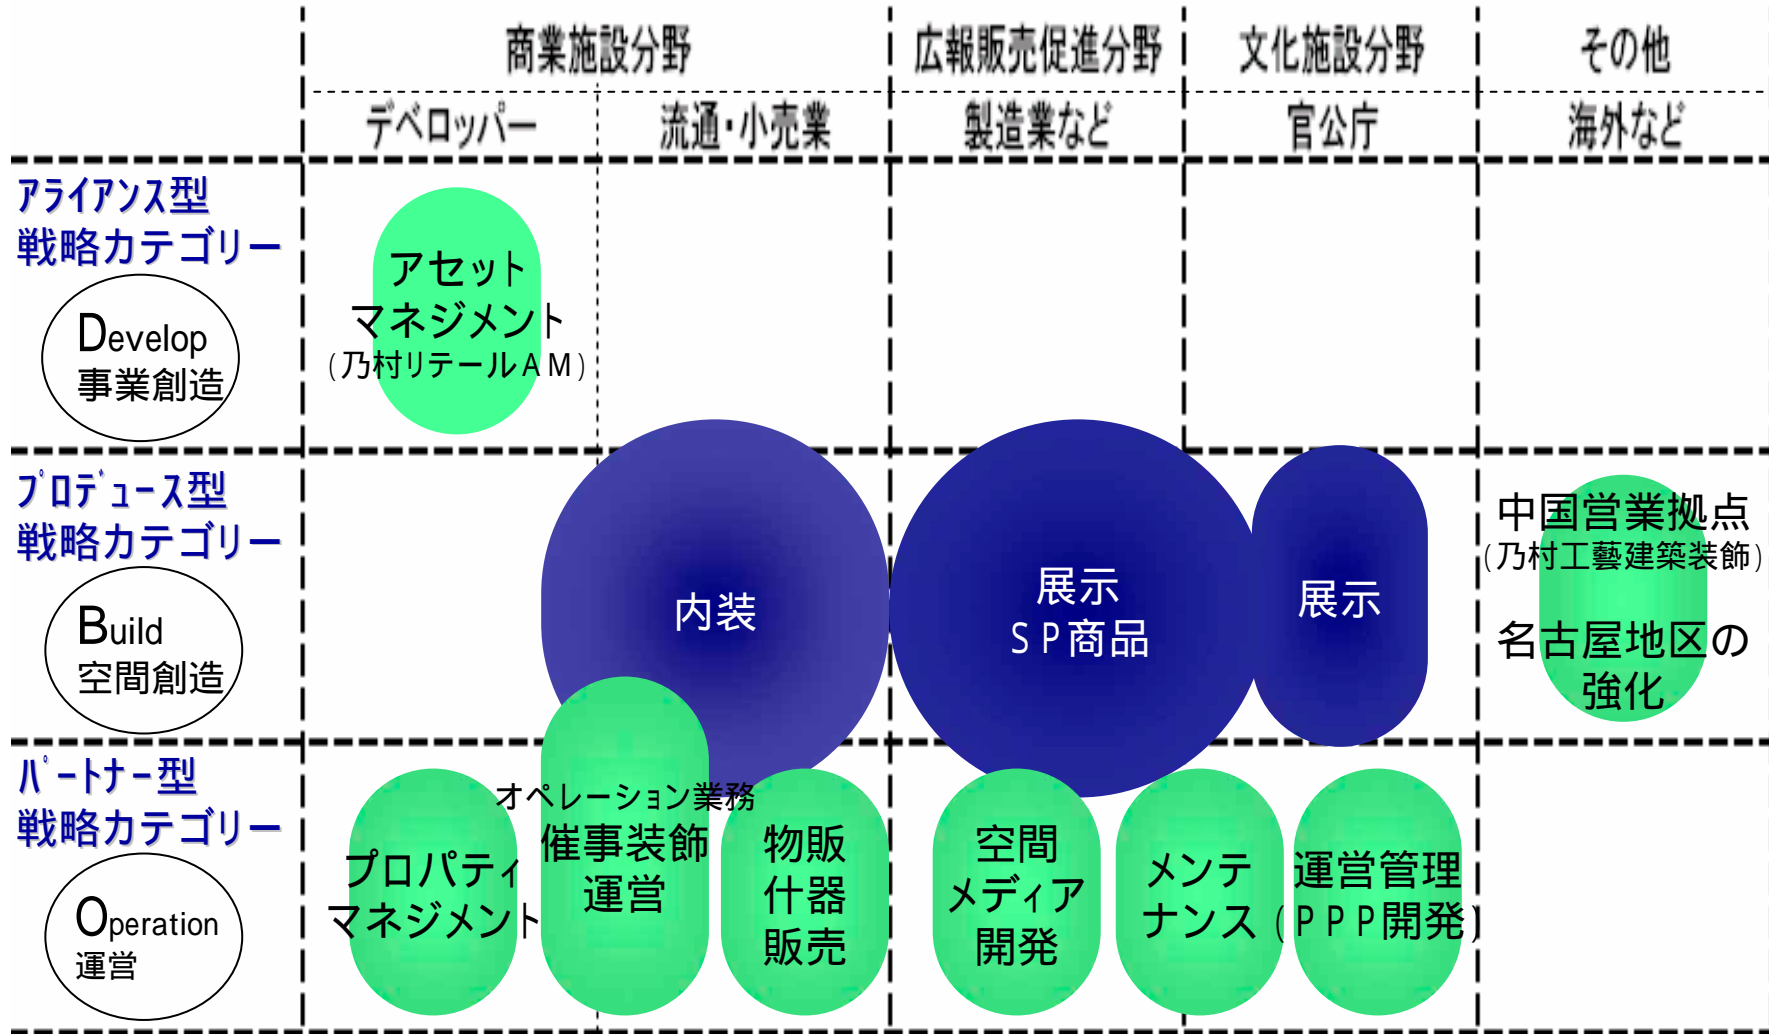 商業施設分野
広報販売促進分野
文化施設分野
その他
デベロッパー
流通・小売業
製造業など
官公庁
海外など
アライアンス型
戦略カテゴリー
Develop
事業創造
アセット
マネジメント
(乃村リテールAM)
プロデュース型
戦略カテゴリー
Build
空間創造
内装
展示
SP商品
展示
中国営業拠点
(乃村工藝建築装飾)
名古屋地区の
強化
パートナー型
戦略カテゴリー
Operation
運営
プロパティ
マネジメント
オペレーション業務
催事装飾
運営
物販
什器
販売
空間
メディア
開発
メンテ
ナンス
運営管理
(PPP開発)